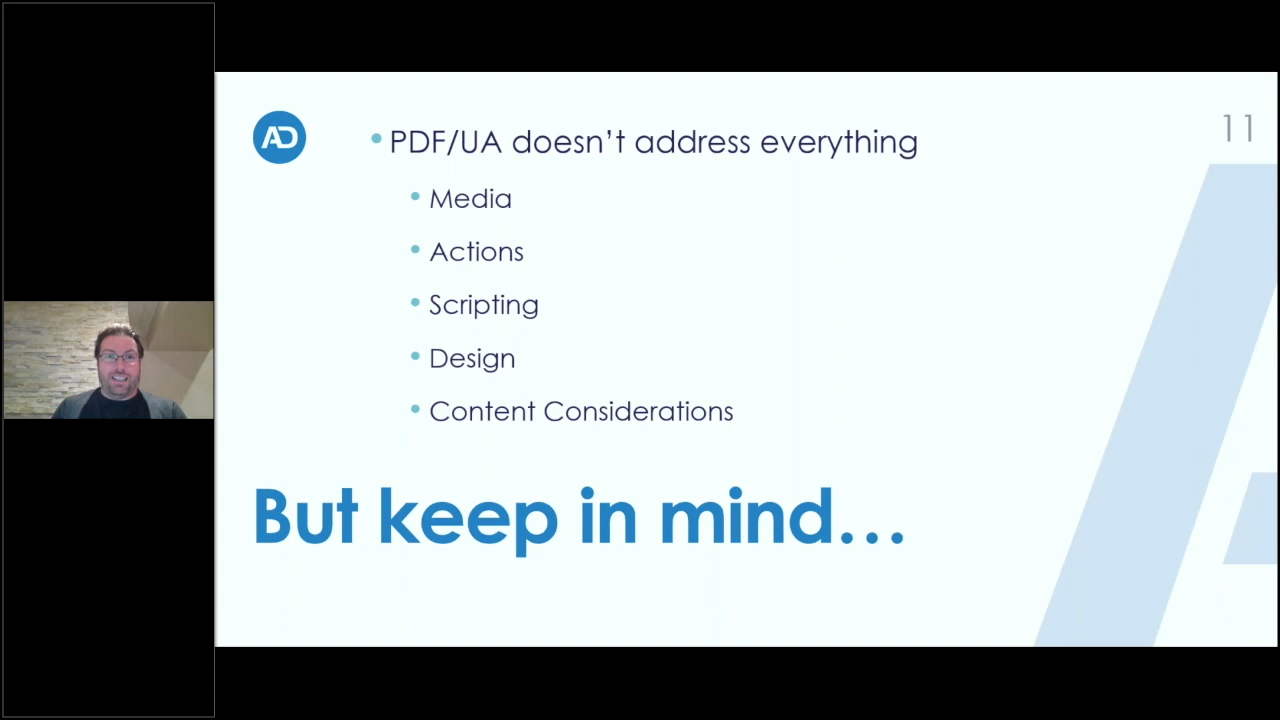 AD
11
• PDF/UA doesn’t address everything
• Media
• Actions
• Scripting
• Design
• Content Considerations
But keep in mind…